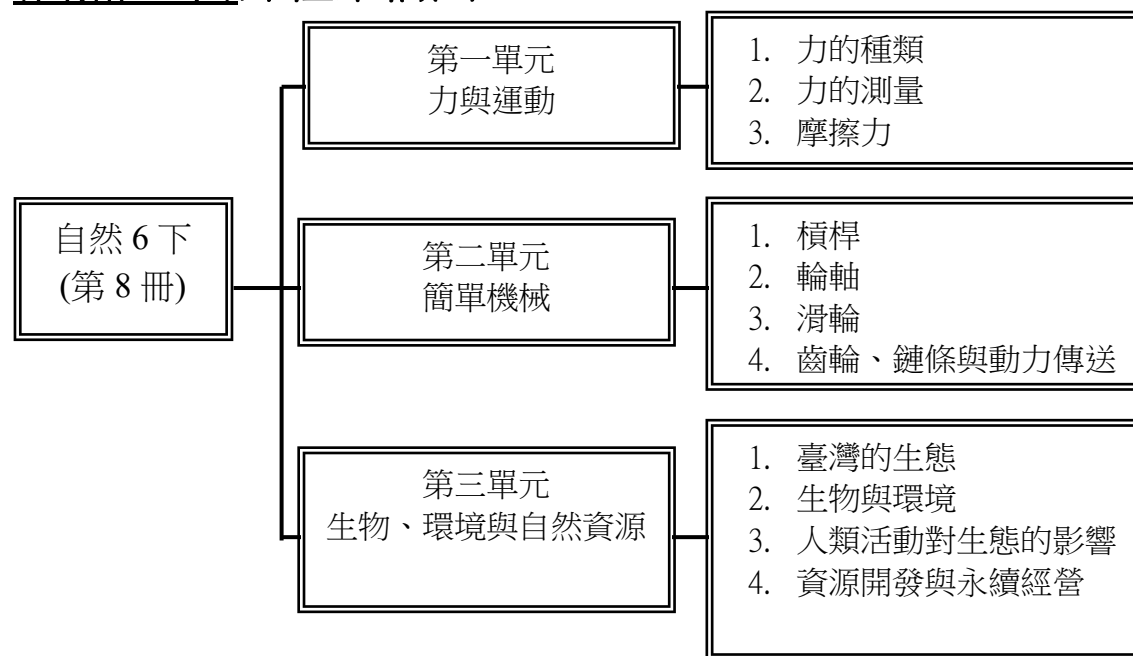 第一單元
力與運動
1. 力的種類
2. 力的測量
3. 摩擦力
自然 6 下
(第 8 冊)
第二單元
簡單機械
1. 槓桿
2. 輪軸
3. 滑輪
4. 齒輪、鏈條與動力傳送
第三單元
生物、環境與自然資源
1. 臺灣的生態
2. 生物與環境
3. 人類活動對生態的影響
4. 資源開發與永續經營